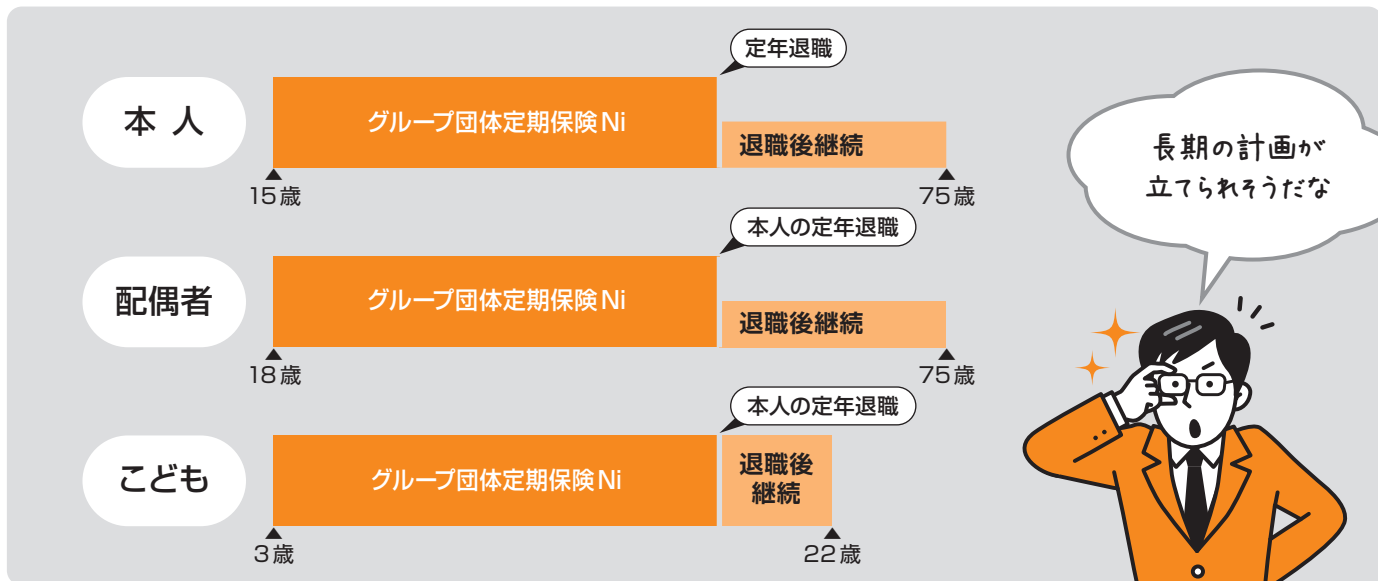 定年退職
本人
グループ団体定期保険Ni
退職後継続
15歳
75歳
本人の定年退職
配偶者
グループ団体定期保険Ni
退職後継続
18歳
75歳
本人の定年退職
こども
グループ団体定期保険Ni
退職後
継続
3歳
22歳
長期の計画が
立てられそうだな